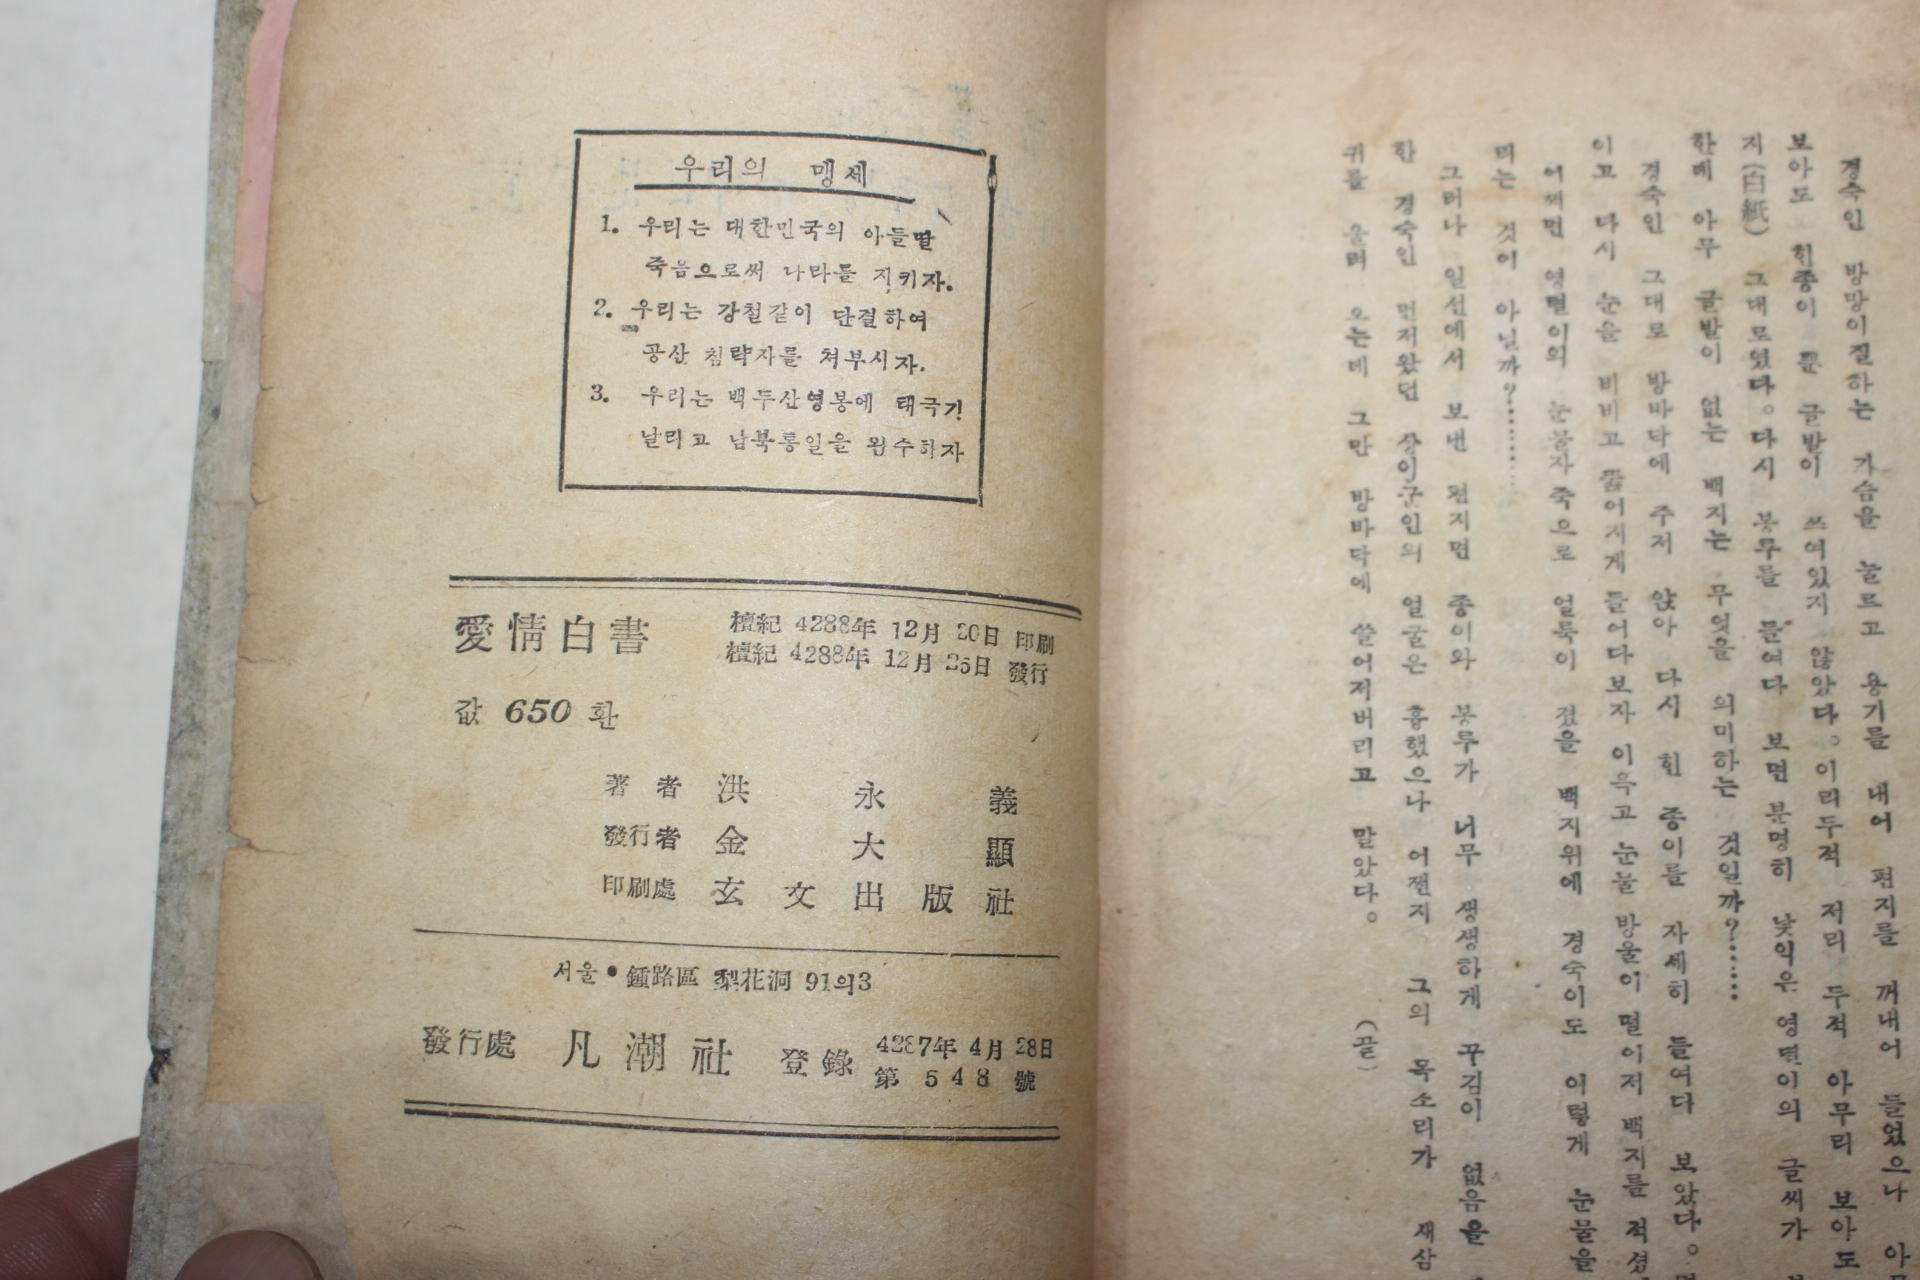 우리의 맹세
1. 우리는 대한민국의 아들딸
죽음으로써 나라를 지키자.
2. 우리는 강철같이 단결하여
공산 침략자를 처부시자.
3. 우리는 백두산영봉에 태극기
날리고 남북통일을 완수하자
愛情白書
檀紀 4288年 12月 20日 印刷
檀紀 4288年 12月 25日 發行
값 650 환
著者 洪永義
發行者 金大顯
印刷處 玄文出版社
서울•鍾路區 梨花洞 91의3
發行處 凡潮社 登錄 4287年 4月 28日
第 548 號
경숙인 방망이질하는 가슴을 눌르고 용기를 내어 편지를 꺼내어 들었으나 아
보아도 힌종이 뿐 글발이 쓰여있지 않았다。이리두적 저리 두적 아무리 보아도
지(白紙) 그대로였다。다시 봉투를 들여다 보면 분명히 낯익은 영면이의 글씨가
한데 아무 글발이 없는 백지는 무엇을 의미하는 것일까?……
경숙인 그대로 방바닥에 주저 앉아 다시 힌 종이를 자세히 들여다 보았다。
이고 다시 눈을 비비고 뚫어지게 들어다보자 이윽고 눈물 방울이 떨어저 백지를 적셨
어쩌면 영면이의 눈물자죽으로 얼룩이 졌을 백지위에 경숙이도 이렇게 눈물을
리는 것이 아닐까?………
그러나 일선에서 보낸 편지면 종이와 봉투가 너무 생생하게 꾸김이 없음을
한 경숙인 먼저왔던 상이군인의 얼굴은 흉했으나 어쩐지 그의 목소리가 새삼
귀를 울려 오는데 그만 방바닥에 쓸어저버리고 말았다。 (끝)